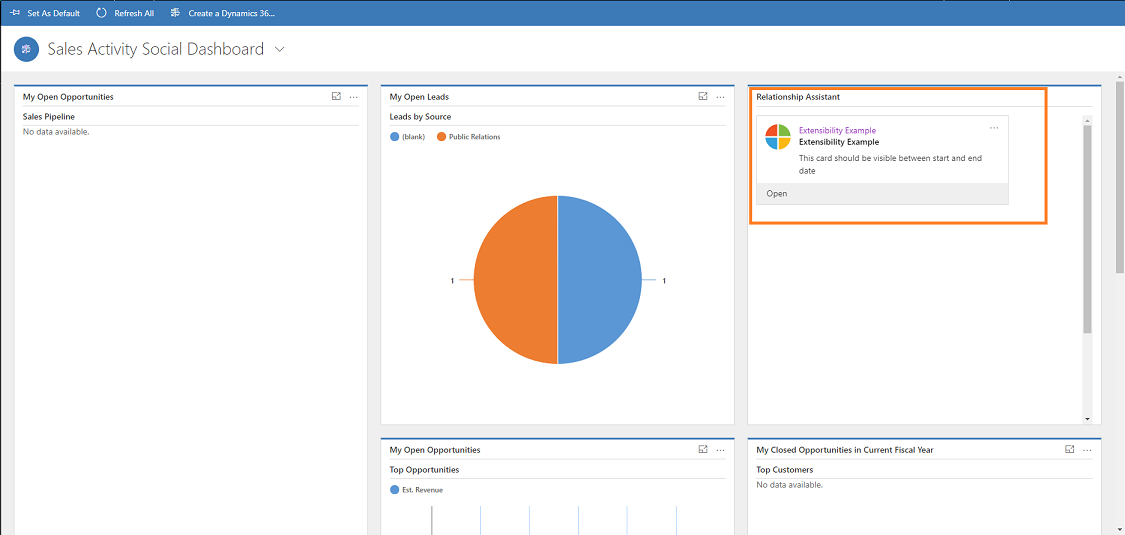 Set As Default
Refresh All
Create a Dynamics 36...
Sales Activity Social Dashboard
My Open Opportunities
Sales Pipeline
No data available.
My Open Leads
Leads by Source
(blank)
Public Relations
1
1
Relationship Assistant
Extensibility Example
Extensibility Example
This card should be visible between start and end
date
Open
My Open Opportunities
Top Opportunities
Est. Revenue
My Closed Opportunities in Current Fiscal Year
Top Customers
No data available.